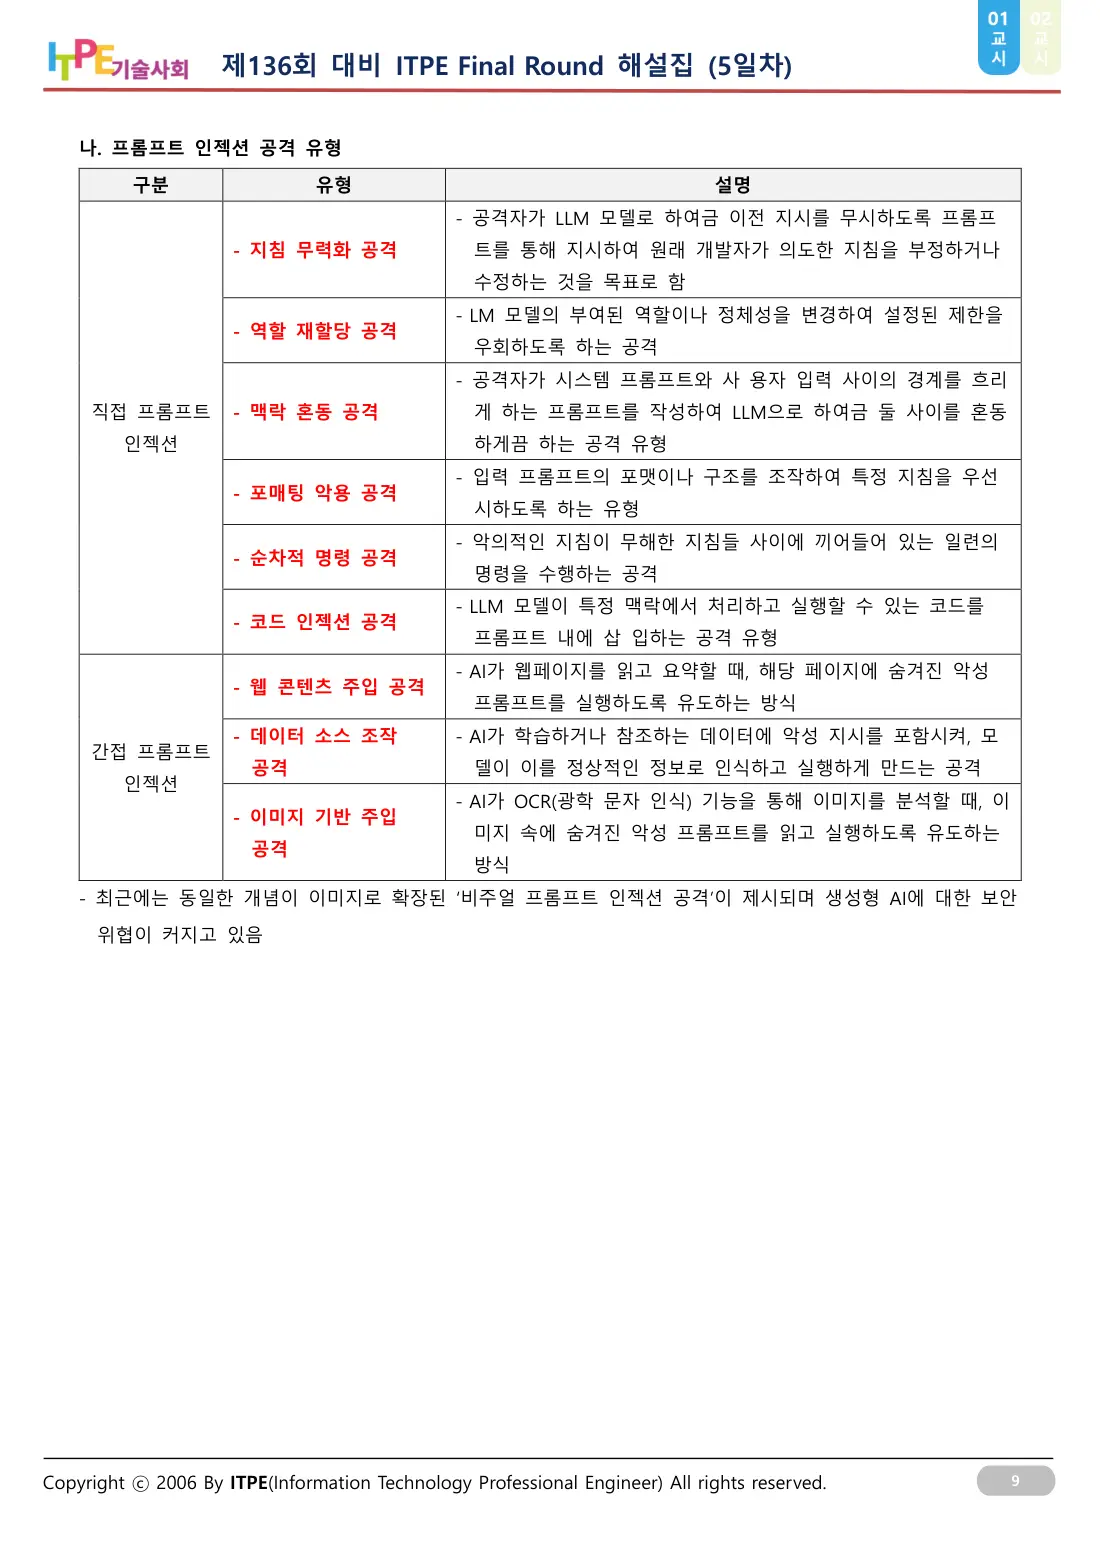 ITPE기술사회 제136회 대비 ITPE Final Round 해설집 (5일차)
01
교
시
02
교
시
나. 프롬프트 인젝션 공격 유형
구분 유형 설명
직접 프롬프트
인젝션
- 지침 무력화 공격
- 공격자가 LLM 모델로 하여금 이전 지시를 무시하도록 프롬프
트를 통해 지시하여 원래 개발자가 의도한 지침을 부정하거나
수정하는 것을 목표로 함
- 역할 재할당 공격
- LM 모델의 부여된 역할이나 정체성을 변경하여 설정된 제한을
우회하도록 하는 공격
- 맥락 혼동 공격
- 공격자가 시스템 프롬프트와 사 용자 입력 사이의 경계를 흐리
게 하는 프롬프트를 작성하여 LLM으로 하여금 둘 사이를 혼동
하게끔 하는 공격 유형
- 포매팅 악용 공격
- 입력 프롬프트의 포맷이나 구조를 조작하여 특정 지침을 우선
시하도록 하는 유형
- 순차적 명령 공격
- 악의적인 지침이 무해한 지침들 사이에 끼어들어 있는 일련의
명령을 수행하는 공격
- 코드 인젝션 공격
- LLM 모델이 특정 맥락에서 처리하고 실행할 수 있는 코드를
프롬프트 내에 삽 입하는 공격 유형
간접 프롬프트
인젝션
- 웹 콘텐츠 주입 공격
- AI가 웹페이지를 읽고 요약할 때, 해당 페이지에 숨겨진 악성
프롬프트를 실행하도록 유도하는 방식
- 데이터 소스 조작
공격
- AI가 학습하거나 참조하는 데이터에 악성 지시를 포함시켜, 모
델이 이를 정상적인 정보로 인식하고 실행하게 만드는 공격
- 이미지 기반 주입
공격
- AI가 OCR(광학 문자 인식) 기능을 통해 이미지를 분석할 때, 이
미지 속에 숨겨진 악성 프롬프트를 읽고 실행하도록 유도하는
방식
- 최근에는 동일한 개념이 이미지로 확장된 ‘비주얼 프롬프트 인젝션 공격’이 제시되며 생성형 AI에 대한 보안
위협이 커지고 있음
Copyright ⓒ 2006 By ITPE(Information Technology Professional Engineer) All rights reserved.
9